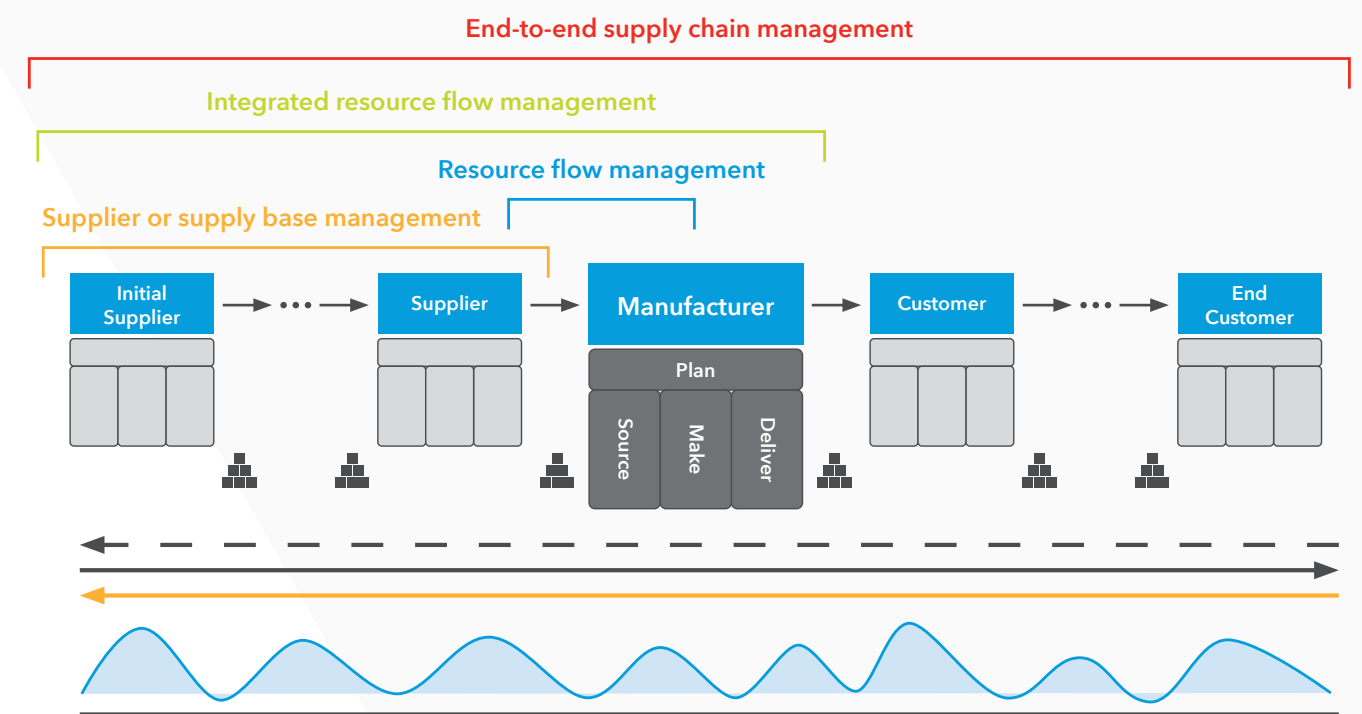 End-to-end supply chain management
Integrated resource flow management
Resource flow management
Supplier or supply base management
Initial
Supplier
Supplier
Manufacturer
Customer
End
Customer
Plan
Source
Make
Deliver